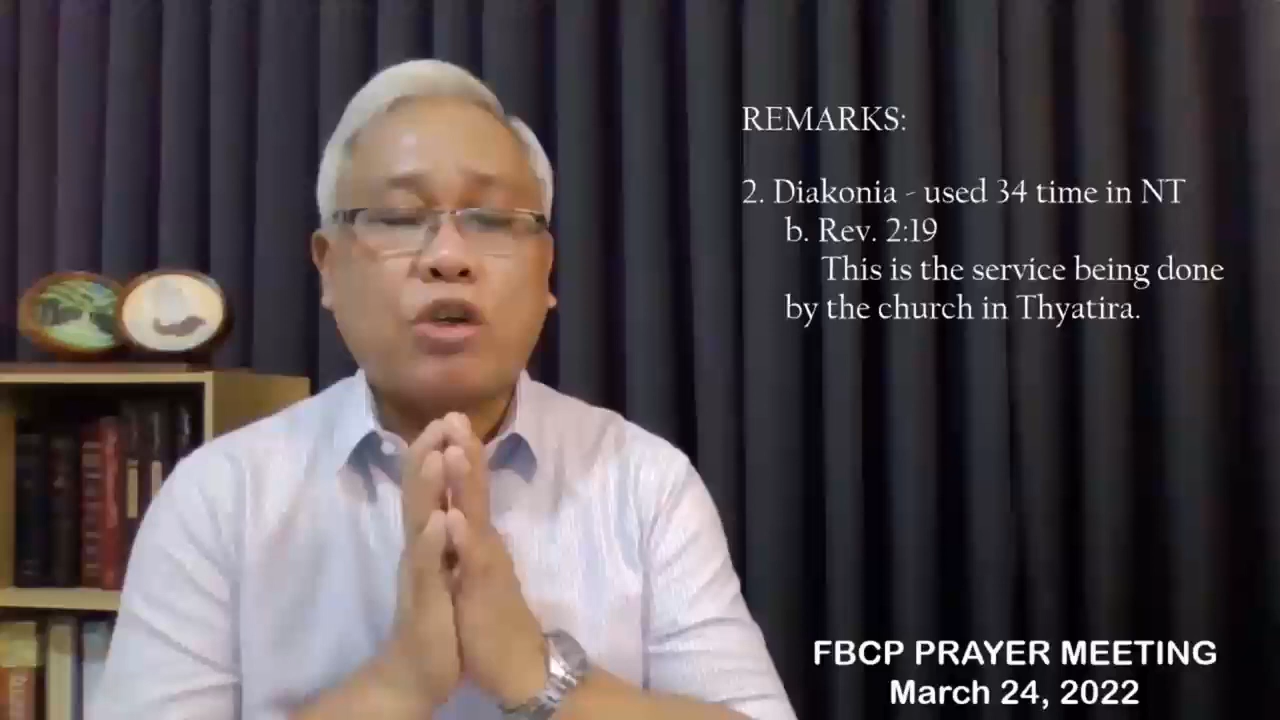 REMARKS:
2. Diakonia - used 34 time in NT
b. Rev. 2:19
This is the service being done
by the church in Thyatira.
FBCP PRAYER MEETING
March 24, 2022